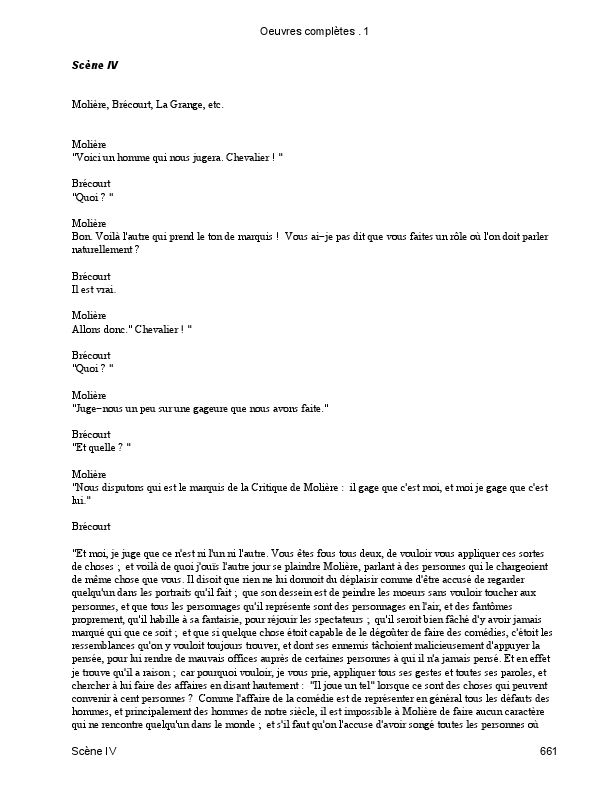 Oeuvres complètes . 1
Scène IV
Molière, Brécourt, La Grange, etc.
Molière
"Voici un homme qui nous jugera. Chevalier ! "
Brécourt
"Quoi ? "
Molière
Bon. Voilà l'autre qui prend le ton de marquis !  Vous ai−je pas dit que vous faites un rôle où l'on doit parler
naturellement ?
Brécourt
Il est vrai.
Molière
Allons donc." Chevalier ! "
Brécourt
"Quoi ? "
Molière
"Juge−nous un peu sur une gageure que nous avons faite."
Brécourt
"Et quelle ? "
Molière
"Nous disputons qui est le marquis de la Critique de Molière :  il gage que c'est moi, et moi je gage que c'est
lui."
Brécourt
"Et moi, je juge que ce n'est ni l'un ni l'autre. Vous êtes fous tous deux, de vouloir vous appliquer ces sortes
de choses ;  et voilà de quoi j'ouïs l'autre jour se plaindre Molière, parlant à des personnes qui le chargeoient
de même chose que vous. Il disoit que rien ne lui donnoit du déplaisir comme d'être accusé de regarder
quelqu'un dans les portraits qu'il fait ;  que son dessein est de peindre les moeurs sans vouloir toucher aux
personnes, et que tous les personnages qu'il représente sont des personnages en l'air, et des fantômes
proprement, qu'il habille à sa fantaisie, pour réjouir les spectateurs ;  qu'il seroit bien fâché d'y avoir jamais
marqué qui que ce soit ;  et que si quelque chose étoit capable de le dégoûter de faire des comédies, c'étoit les
ressemblances qu'on y vouloit toujours trouver, et dont ses ennemis tâchoient malicieusement d'appuyer la
pensée, pour lui rendre de mauvais offices auprès de certaines personnes à qui il n'a jamais pensé. Et en effet
je trouve qu'il a raison ;  car pourquoi vouloir, je vous prie, appliquer tous ses gestes et toutes ses paroles, et
chercher à lui faire des affaires en disant hautement :  "Il joue un tel" lorsque ce sont des choses qui peuvent
convenir à cent personnes ?  Comme l'affaire de la comédie est de représenter en général tous les défauts des
hommes, et principalement des hommes de notre siècle, il est impossible à Molière de faire aucun caractère
qui ne rencontre quelqu'un dans le monde ;  et s'il faut qu'on l'accuse d'avoir songé toutes les personnes où
Scène IV
661